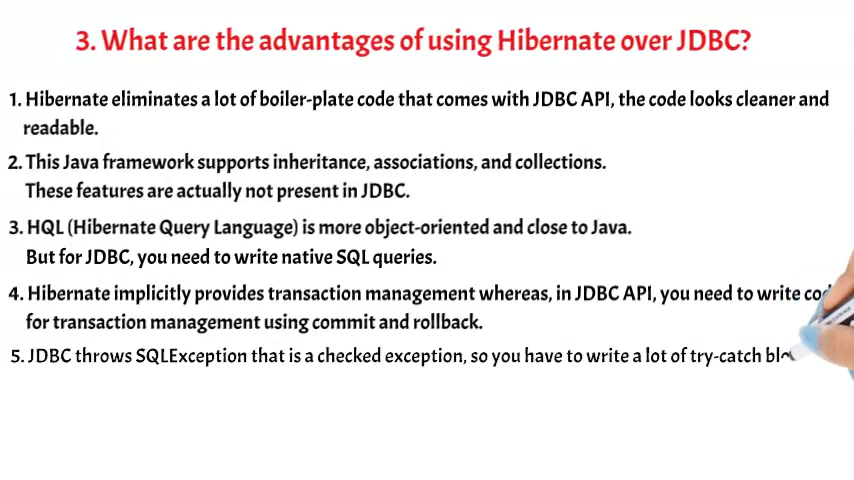 3. What are the advantages of using Hibernate over JDBC?
1. Hibernate eliminates a lot of boiler-plate code that comes with JDBC API, the code looks cleaner and
readable.
2. This Java framework supports inheritance, associations, and collections.
These features are actually not present in JDBC.
3. HQL (Hibernate Query Language) is more object-oriented and close to Java.
But for JDBC, you need to write native SQL queries.
4. Hibernate implicitly provides transaction management whereas, in JDBC API, you need to write
for transaction management using commit and rollback.
5. JDBC throws SQLException that is a checked exception, so you have to write a lot of try-catch